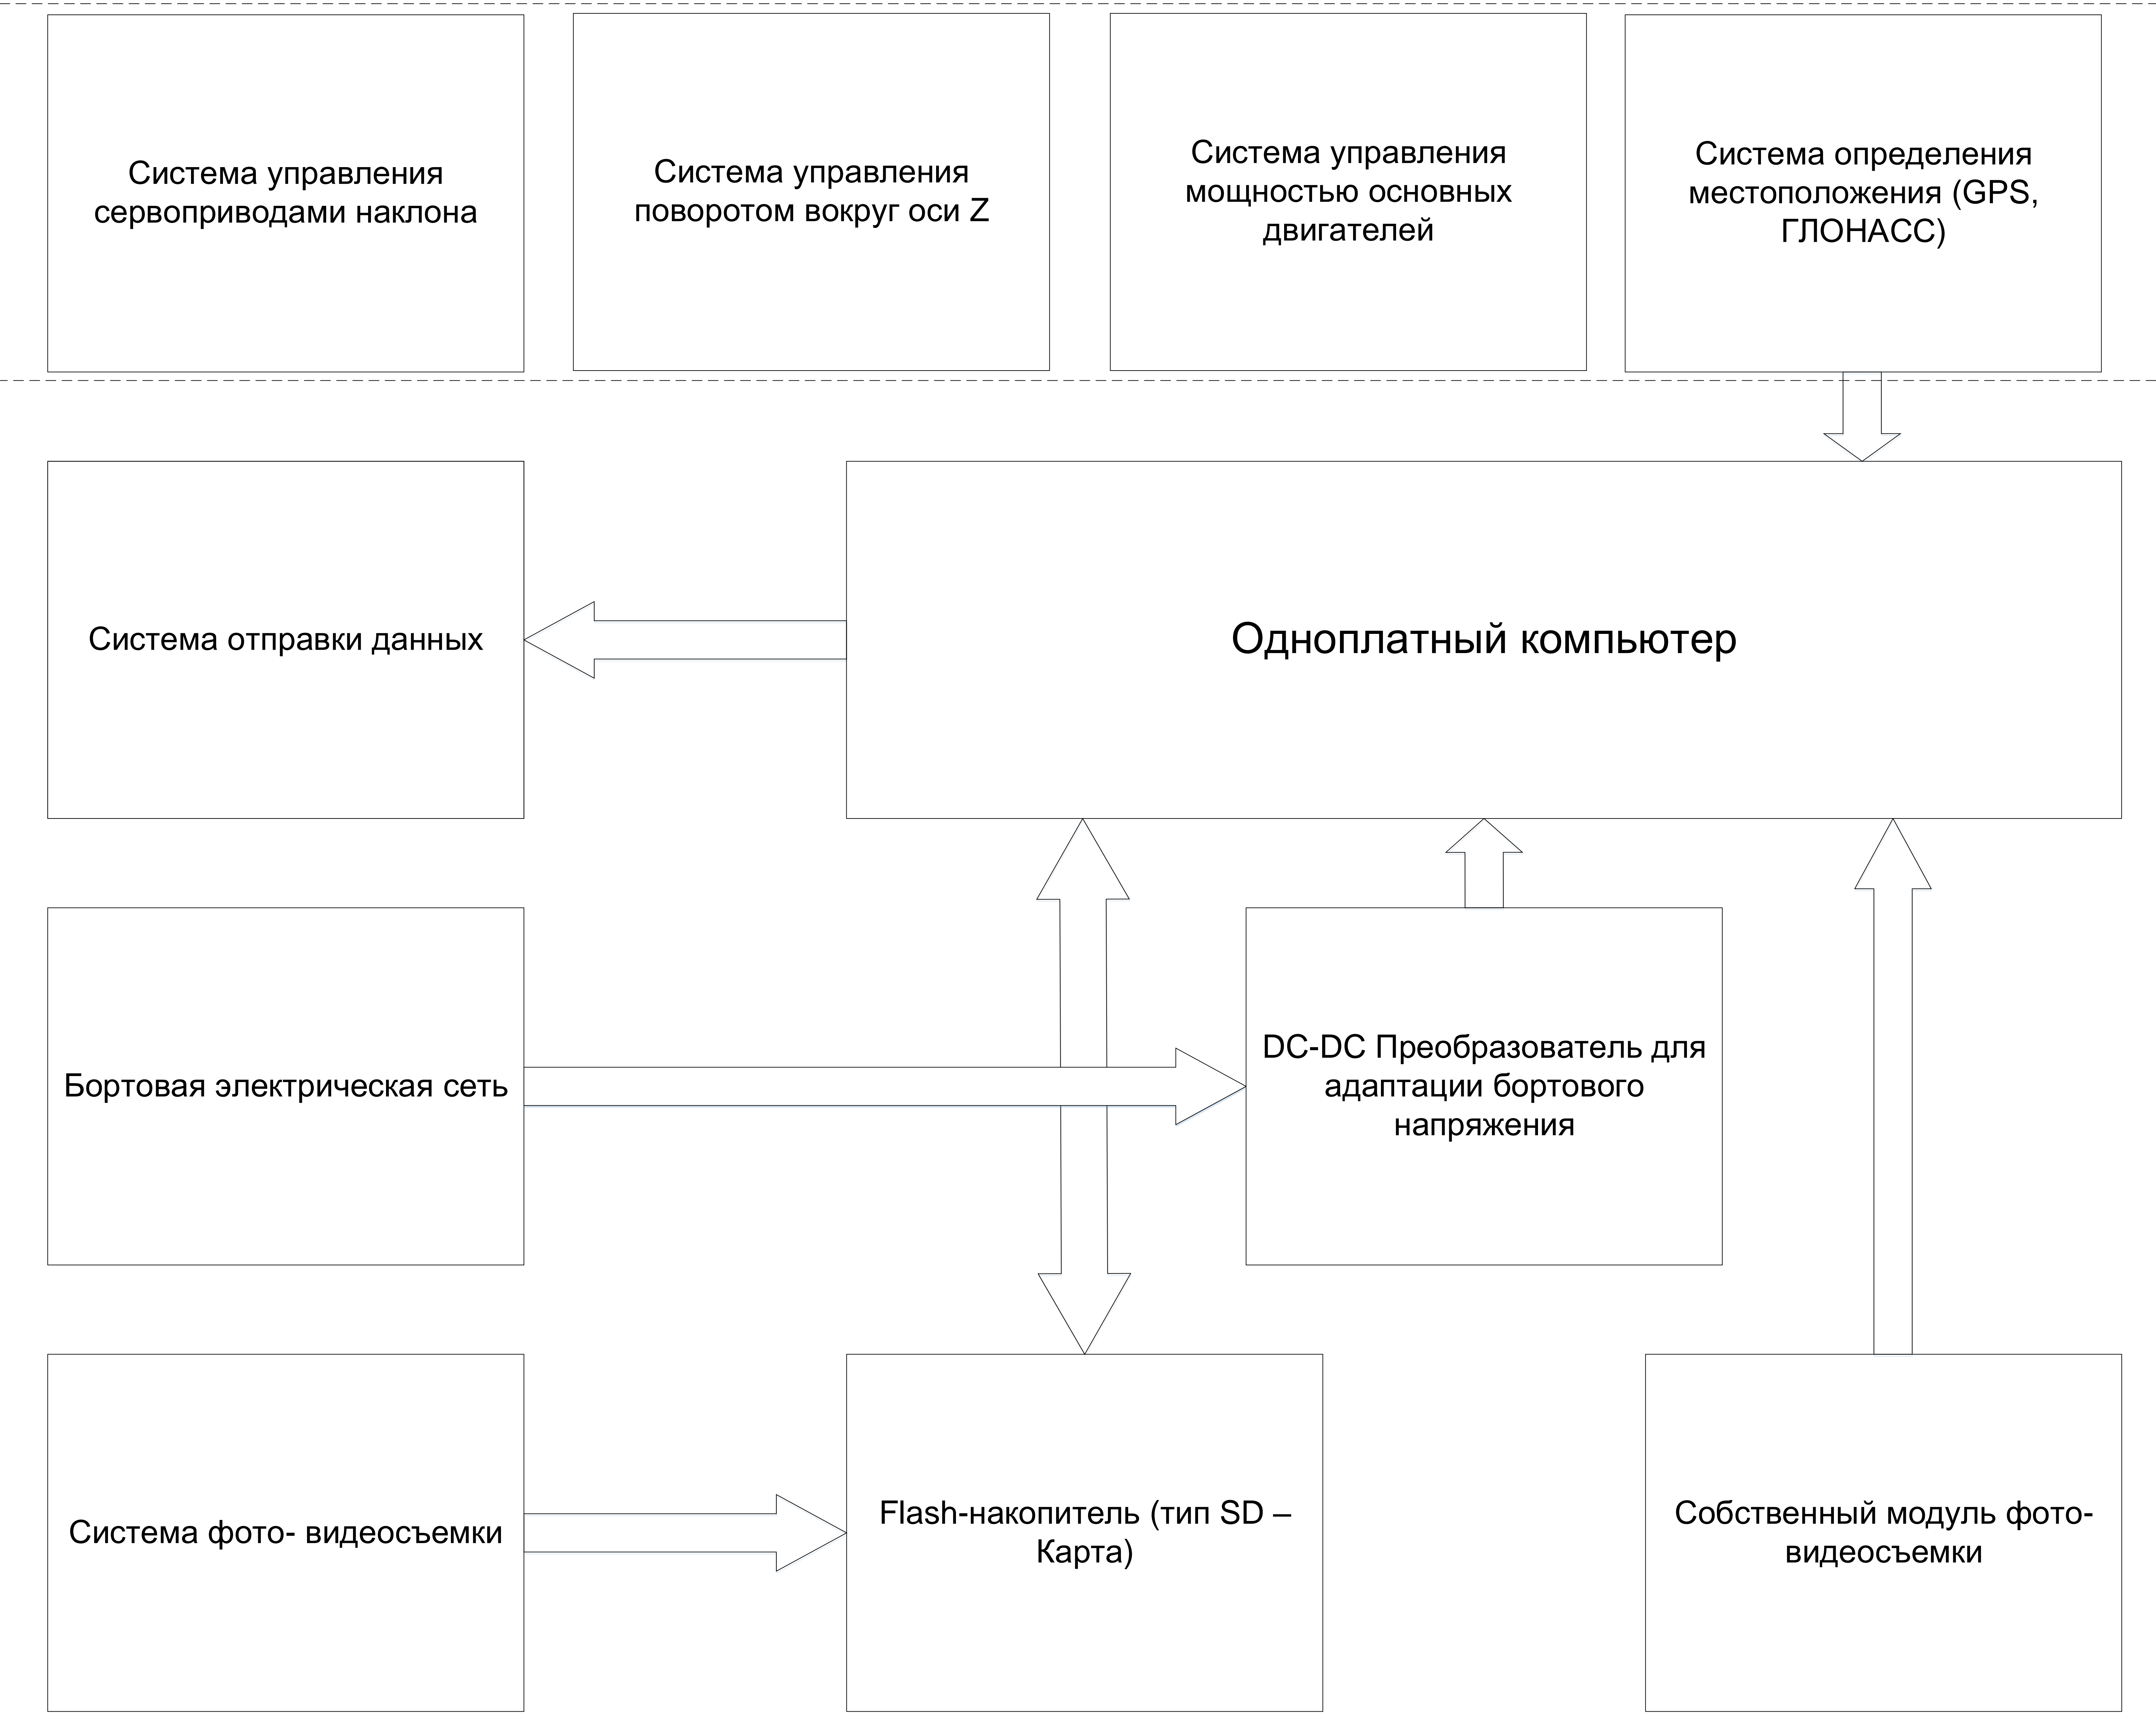 Система управления
сервоприводами наклона
Система управления
поворотом вокруг оси Z
Система управления
мощностью основных
двигателей
Система определения
местоположения (GPS,
ГЛОНАСС)
Система отправки данных
Одноплатный компьютер
Бортовая электрическая сеть
DC-DC Преобразователь для
адаптации бортового
напряжения
Система фото- видеосъемки
Flash-накопитель (тип SD –
Карта)
Собственный модуль фото-
видеосъемки